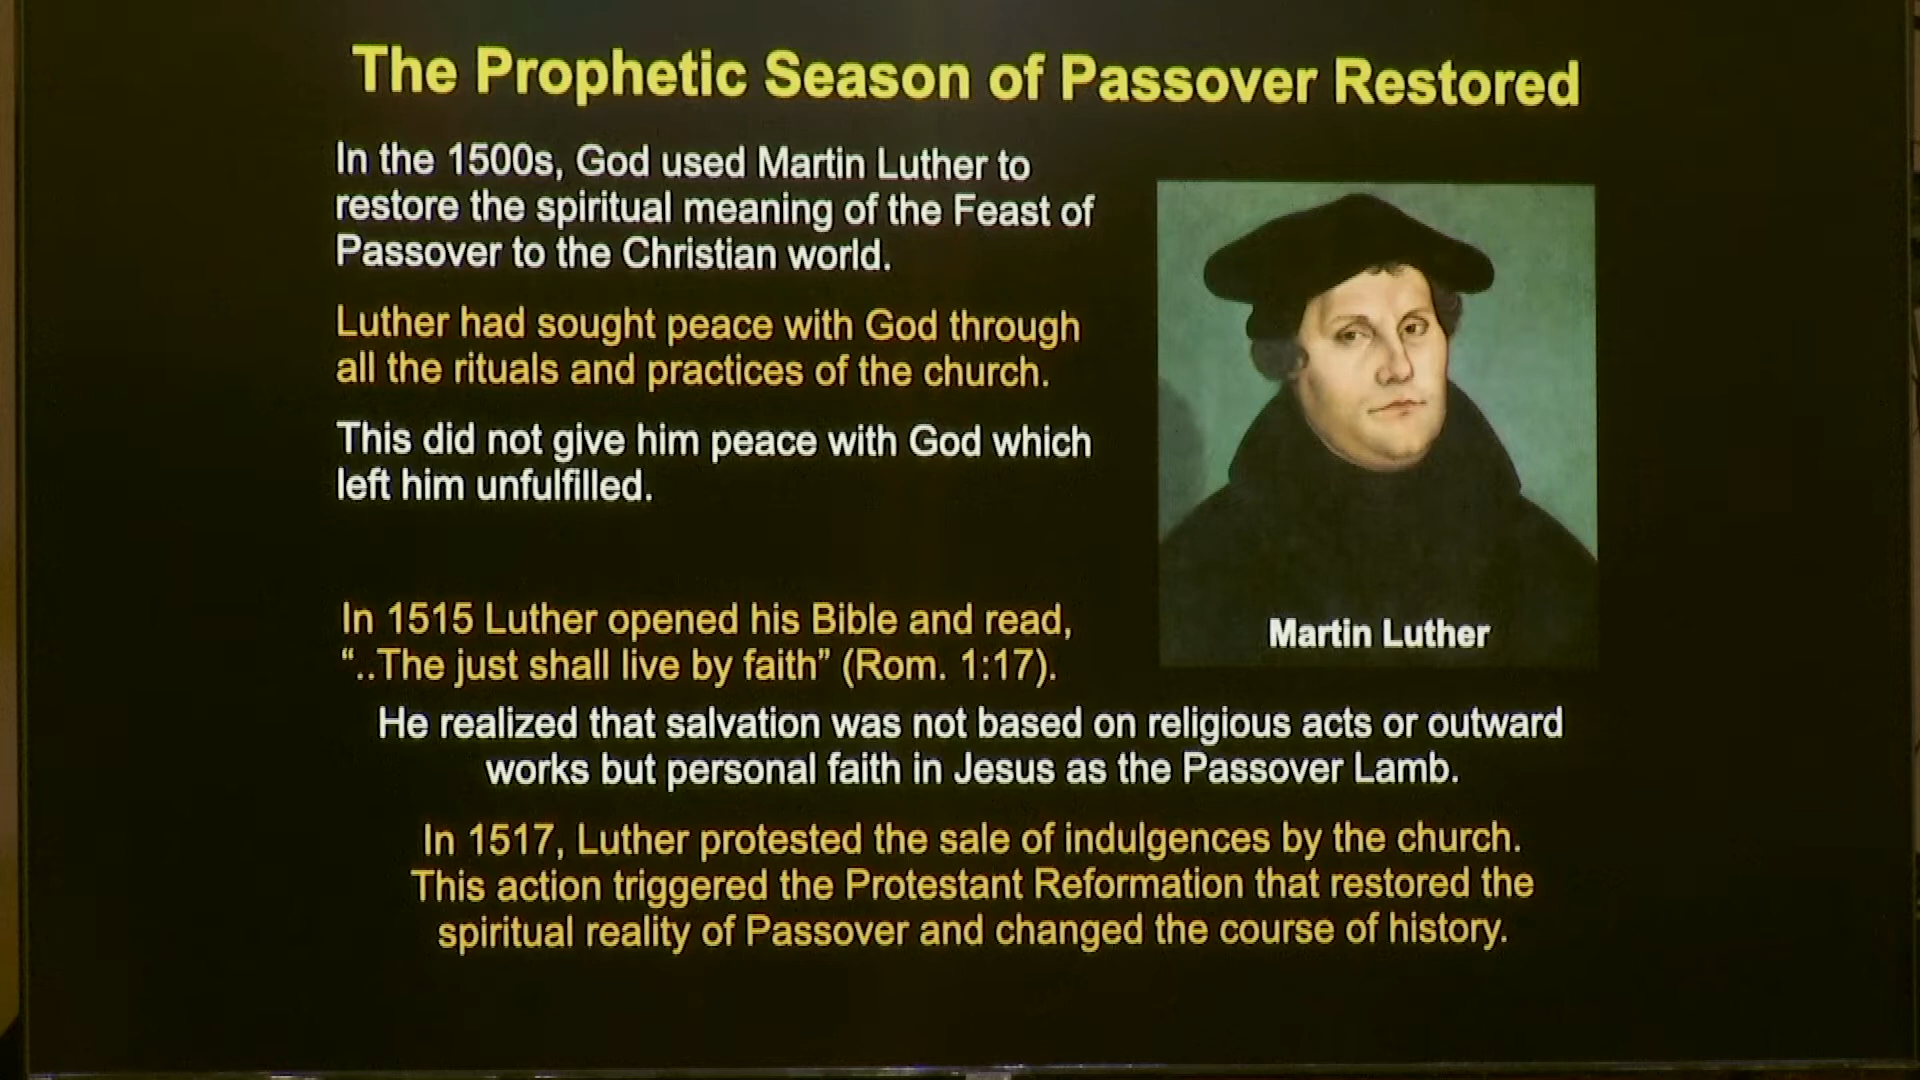 The Prophetic Season of Passover Restored
In the 1500s, God used Martin Luther to
restore the spiritual meaning of the Feast of
Passover to the Christian world.
Luther had sought peace with God through
all the rituals and practices of the church.
This did not give him peace with God which
left him unfulfilled.
Martin Luther
In 1515 Luther opened his Bible and read,
“..The just shall live by faith” (Rom. 1:17).
He realized that salvation was not based on religious acts or outward
works but personal faith in Jesus as the Passover Lamb.
In 1517, Luther protested the sale of indulgences by the church.
This action triggered the Protestant Reformation that restored the
spiritual reality of Passover and changed the course of history.